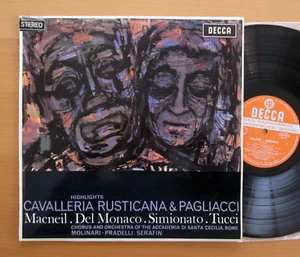 STEREO
DECCA
HIGHLIGHTS
CAVALLERIA RUSTICANA & PAGLIACCI
Macneil . Del Monaco . Simionato . Tucci
CHORUS AND ORCHESTRA OF THE ACCADEMIA DI SANTA CECILIA, ROME
MOLINARI-PRADELLI. SERAFIN
DECCA